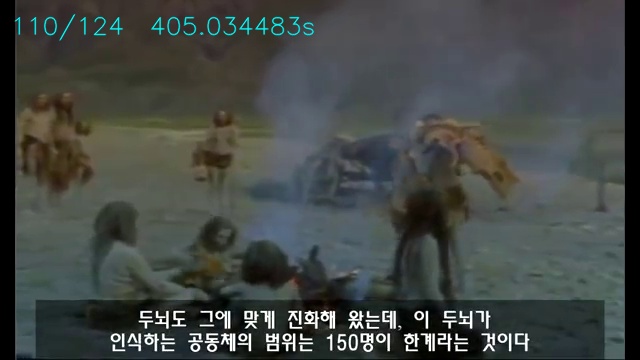 110/124 405.034483s
두뇌도 그에 맞게 진화해 왔는데, 이 두뇌가
인식하는 공동체의 범위는 150명이 한계라는 것이다